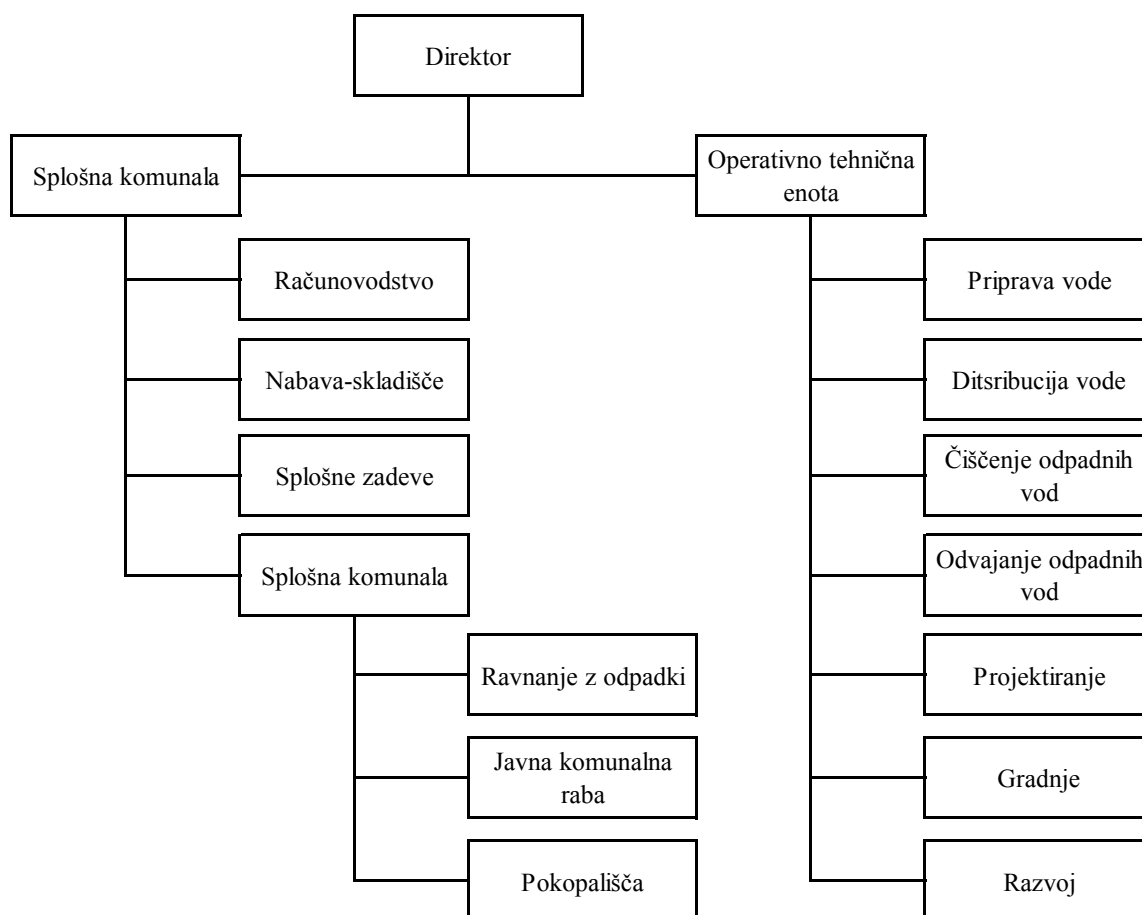 Direktor
Splošna komunala
Operativno tehnična
enota
Računovodstvo
Nabava-skladišče
Splošne zadeve
Splošna komunala
Ravnanje z odpadki
Javna komunalna
raba
Pokopališča
Priprava vode
Ditsribucija vode
Čiščenje odpadnih
vod
Odvajanje odpadnih
vod
Projektiranje
Gradnje
Razvoj